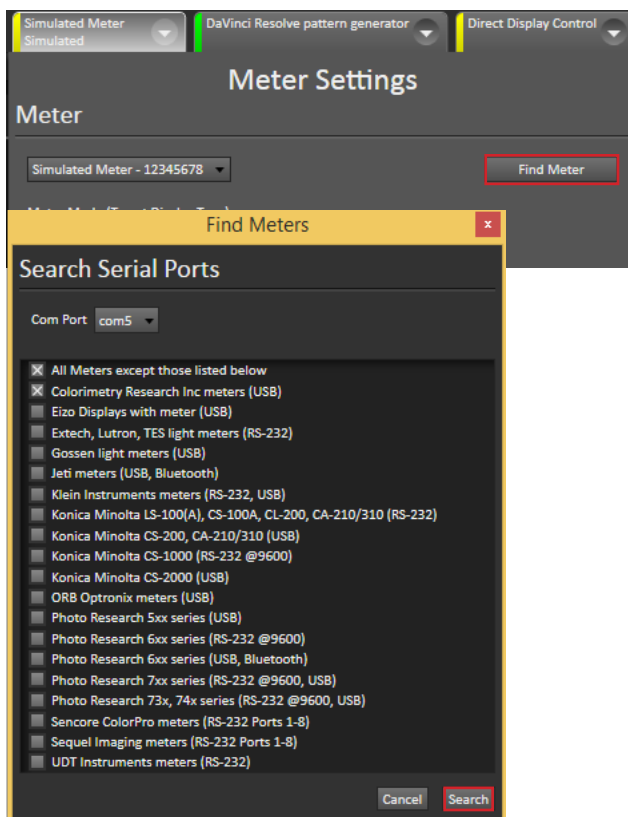 Simulated Meter
Simulated
DaVinci Resolve pattern generator
Direct Display Control
Meter Settings
Meter
Simulated Meter - 12345678
Find Meter
Find Meters
x
Search Serial Ports
Com Port com5
All Meters except those listed below
Colorimetry Research Inc meters (USB)
Eizo Displays with meter (USB)
Extech, Lutron, TES light meters (RS-232)
Gossen light meters (USB)
Jeti meters (USB, Bluetooth)
Klein Instruments meters (RS-232, USB)
Konica Minolta LS-100(A), CS-100A, CL-200, CA-210/310 (RS-232)
Konica Minolta CS-200, CA-210/310 (USB)
Konica Minolta CS-1000 (RS-232 @9600)
Konica Minolta CS-2000 (USB)
ORB Optronix meters (USB)
Photo Research 5xx series (USB)
Photo Research 6xx series (RS-232 @9600)
Photo Research 6xx series (USB, Bluetooth)
Photo Research 7xx series (RS-232 @9600, USB)
Photo Research 73x, 74x series (RS-232 @9600, USB)
Sencore ColorPro meters (RS-232 Ports 1-8)
Sequel Imaging meters (RS-232 Ports 1-8)
UDT Instruments meters (RS-232)
Cancel Search